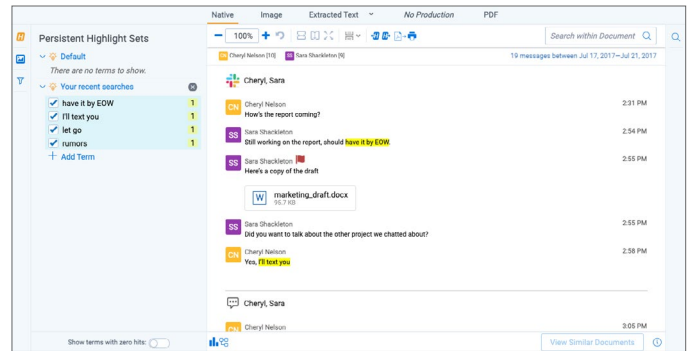 Native Image Extracted Text No Production PDF
Persistent Highlight Sets
Default
There are no terms to show.
Your recent searches
have it by EOW 1
I'll text you 1
let go 1
rumors 1
+ Add Term
Show terms with zero hits:
100%
Search within Document
CN Cheryl Nelson [10] SS Sara Shackleton [9] 19 messages between Jul 17, 2017–Jul 21, 2017
Cheryl, Sara
CN Cheryl Nelson 2:31 PM
How's the report coming?
SS Sara Shackleton 2:54 PM
Still working on the report, should have it by EOW.
SS Sara Shackleton 2:55 PM
Here's a copy of the draft
W marketing_draft.docx
95.7 KB
SS Sara Shackleton 2:55 PM
Did you want to talk about the other project we chatted about?
CN Cheryl Nelson 2:58 PM
Yes, I'll text you
Cheryl, Sara
CN Cheryl Nelson 3:05 PM
View Similar Documents